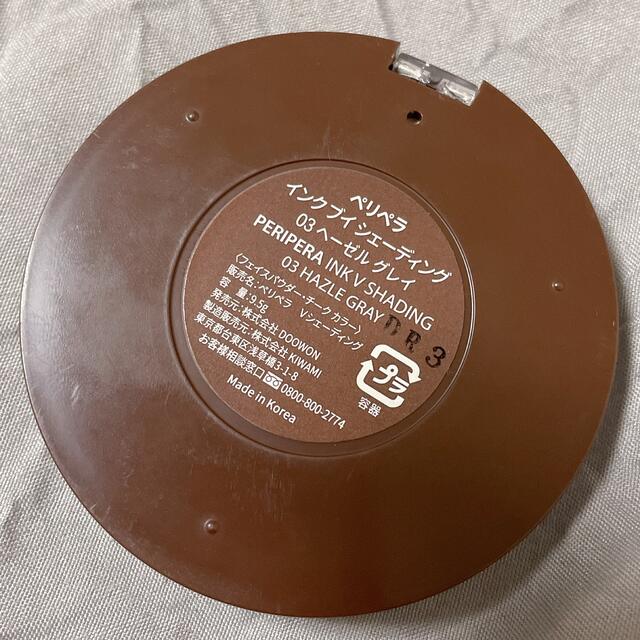 ペリペラ
インク ブイ シェーディング
03 ヘーゼル グレイ
PERIPERA INK V SHADING
03 HAZLE GRAY
〈フェイスパウダー・チークカラー〉
販売名：ペリペラ　Vシェーディング
容　量：9.5g
発売元：株式会社 DOOWON
製造販売元：株式会社 KIWAMI
東京都台東区浅草橋3-1-8
お客様相談窓口 0800-800-2774
Made in Korea
DR3
プラ
容器